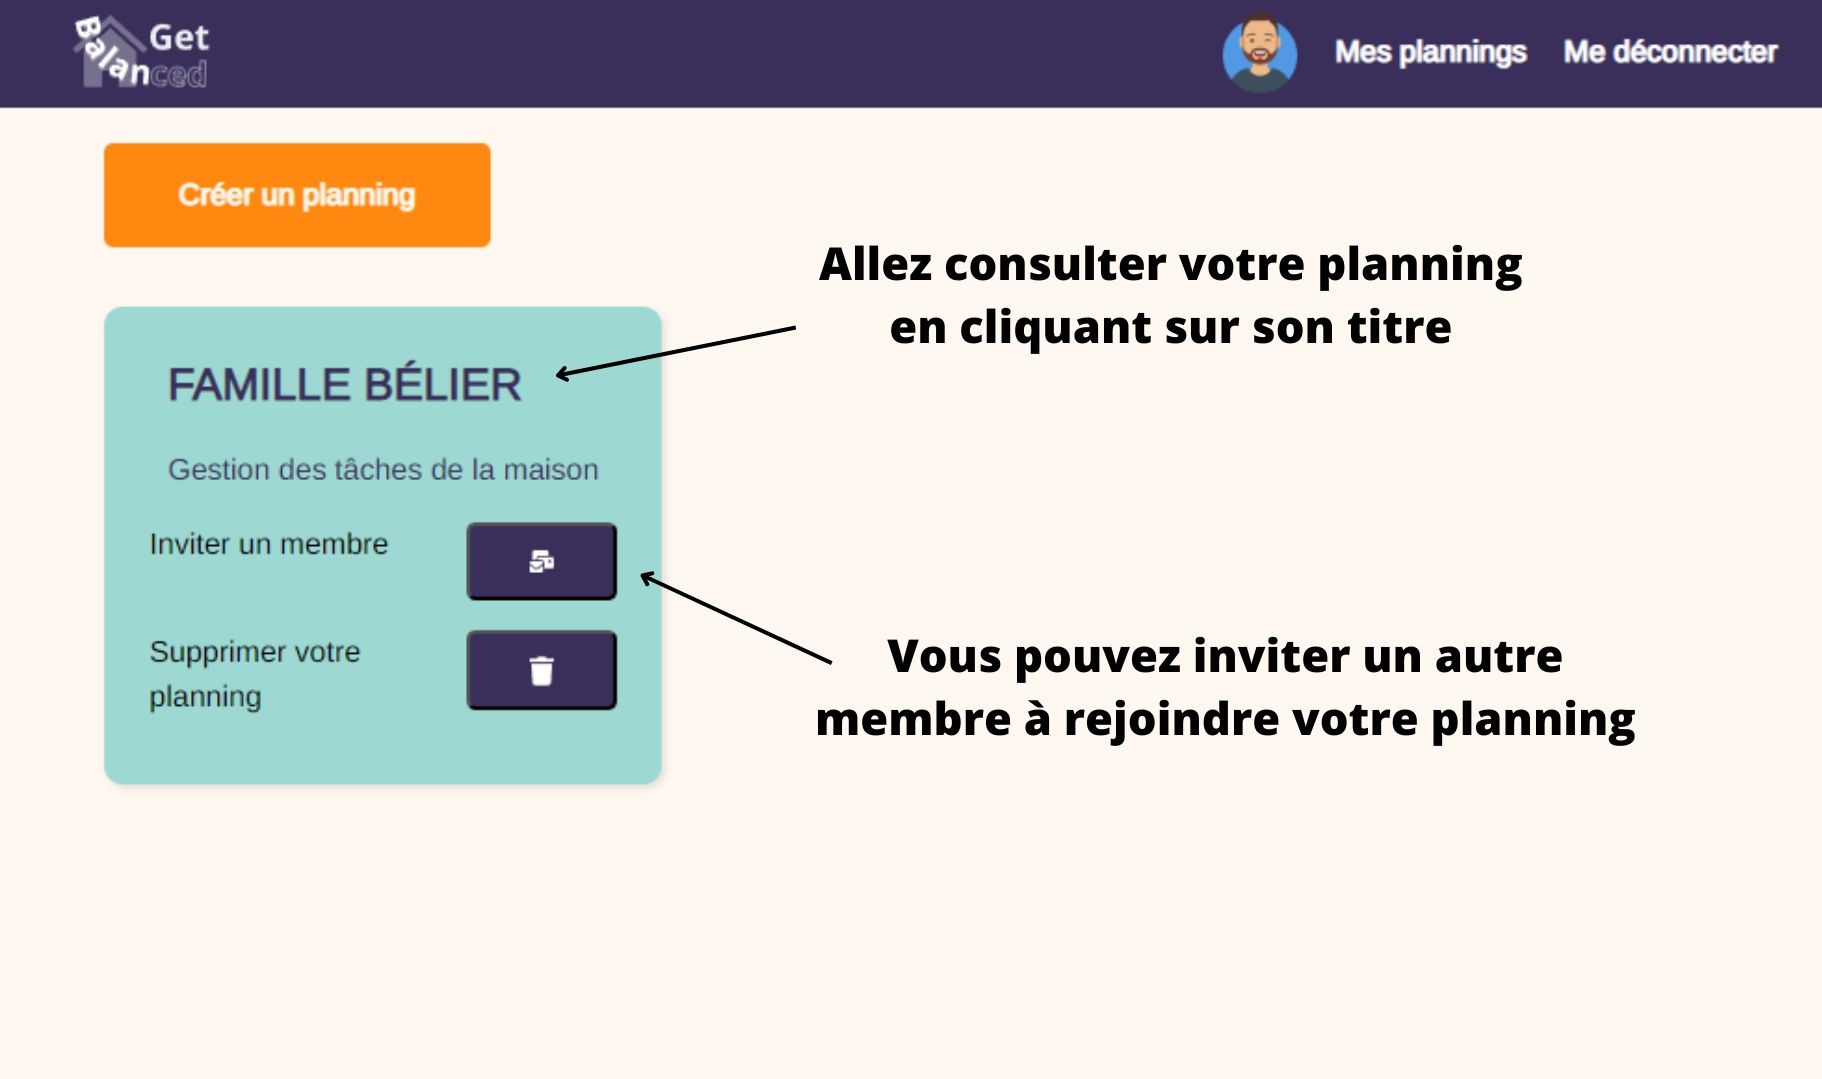 Get
Balanced
Mes plannings
Me déconnecter
Créer un planning
Allez consulter votre planning
en cliquant sur son titre
FAMILLE BÉLIER
Gestion des tâches de la maison
Inviter un membre
Supprimer votre
planning
Vous pouvez inviter un autre
membre à rejoindre votre planning